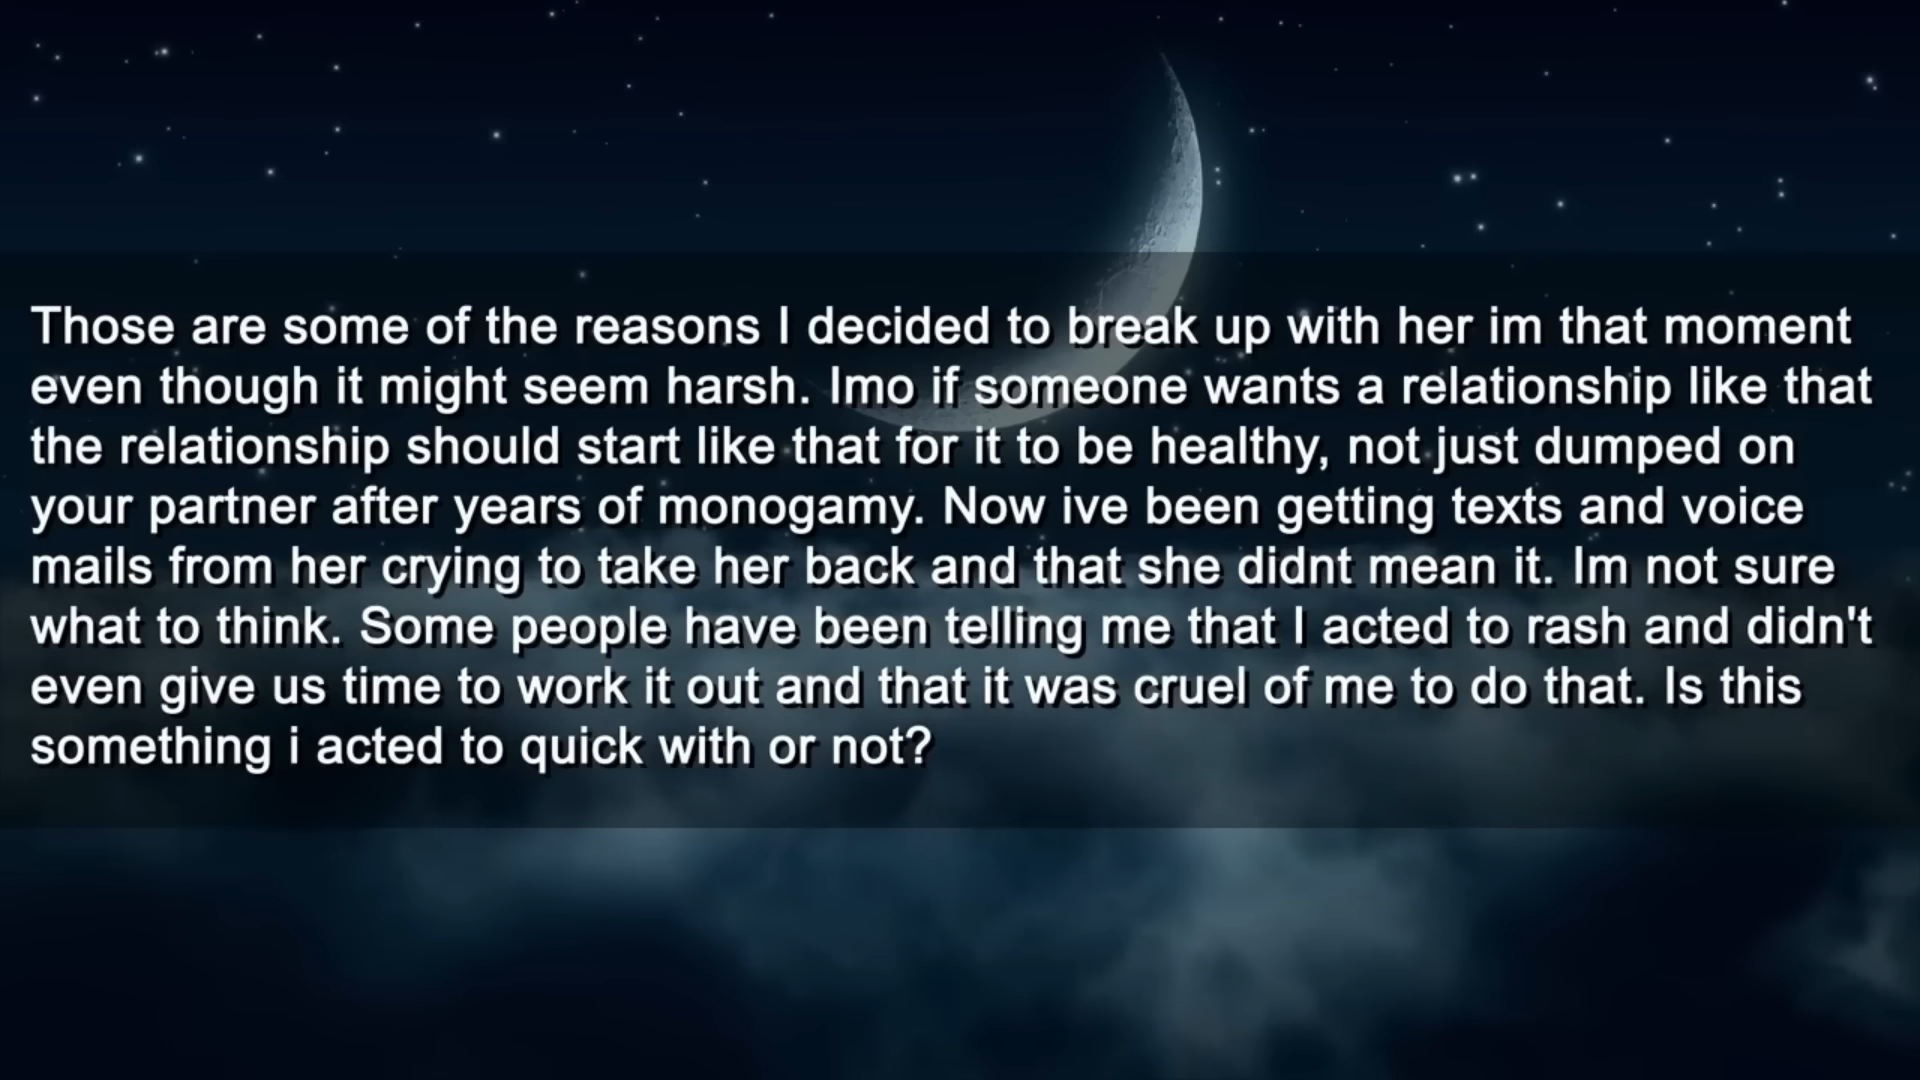 Those are some of the reasons I decided to break up with her im that moment
even though it might seem harsh. Imo if someone wants a relationship like that
the relationship should start like that for it to be healthy, not just dumped on
your partner after years of monogamy. Now ive been getting texts and voice
mails from her crying to take her back and that she didnt mean it. Im not sure
what to think. Some people have been telling me that I acted to rash and didn't
even give us time to work it out and that it was cruel of me to do that. Is this
something i acted to quick with or not?